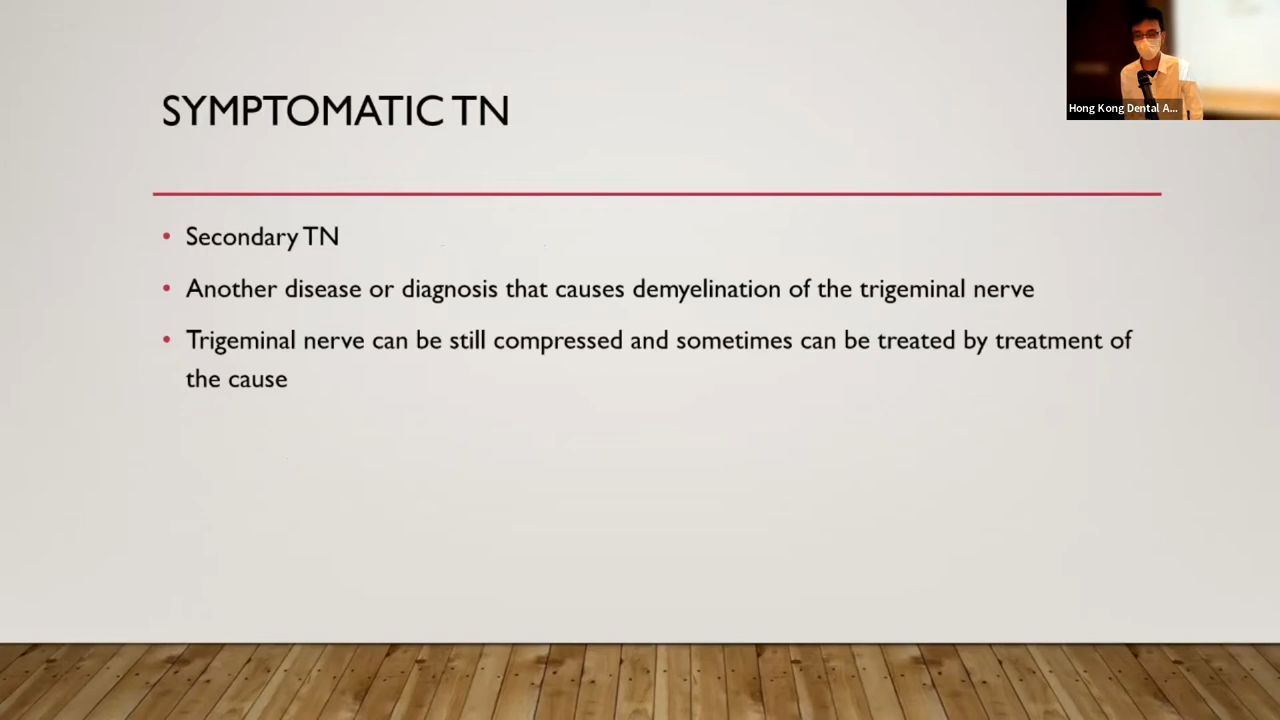 SYMPTOMATIC TN
Hong Kong Dental A...
• Secondary TN
• Another disease or diagnosis that causes demyelination of the trigeminal nerve
• Trigeminal nerve can be still compressed and sometimes can be treated by treatment of
the cause